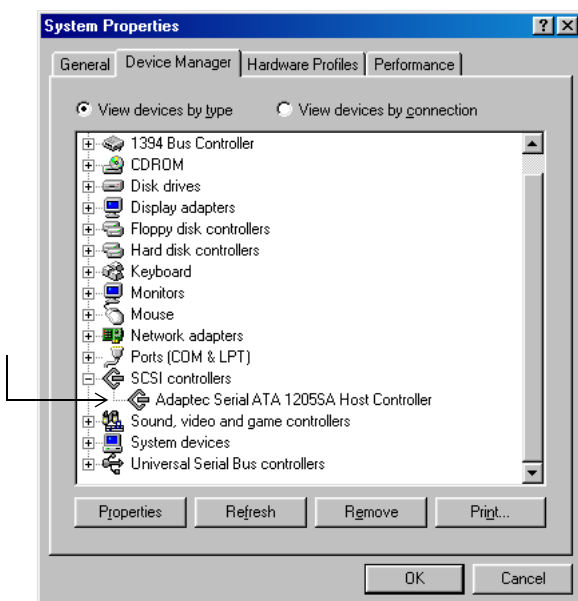 System Properties
General Device Manager Hardware Profiles Performance
View devices by type View devices by connection
1394 Bus Controller
CDROM
Disk drives
Display adapters
Floppy disk controllers
Hard disk controllers
Keyboard
Monitors
Mouse
Network adapters
Ports (COM & LPT)
SCSI controllers
Adaptec Serial ATA 1205SA Host Controller
Sound, video and game controllers
System devices
Universal Serial Bus controllers
Properties Refresh Remove Print...
OK Cancel